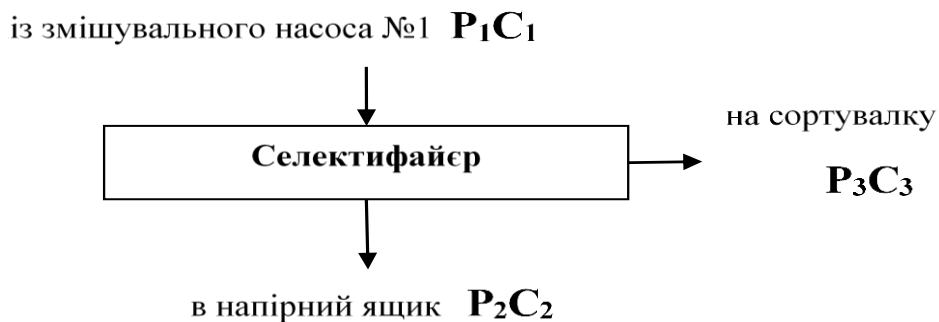 із змішувального насоса №1 P₁C₁
на сортувалку
Селектифайєр
P₃C₃
в напірний ящик P₂C₂